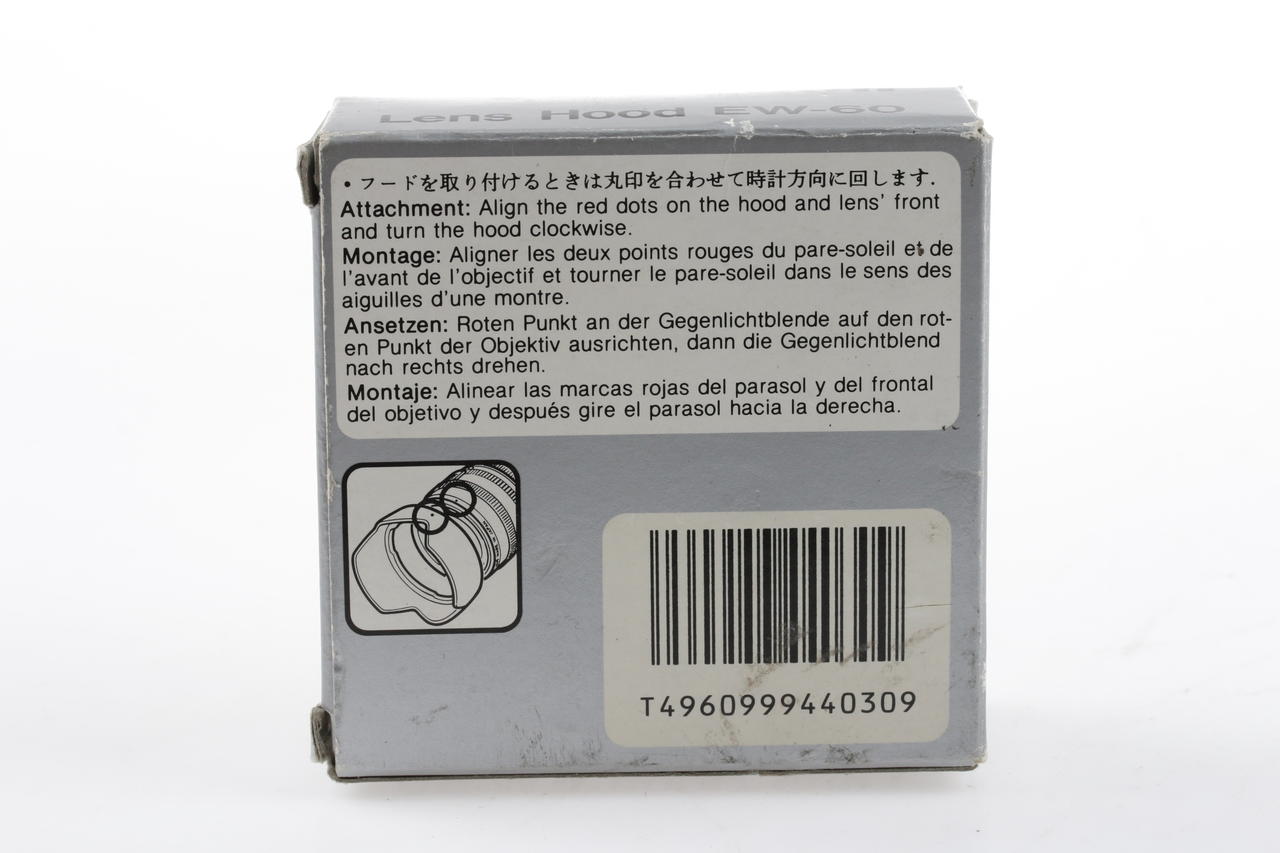 Lens Hood EW-60
• フードを取り付けるときは丸印を合わせて時計方向に回します.
Attachment: Align the red dots on the hood and lens' front
and turn the hood clockwise.
Montage: Aligner les deux points rouges du pare-soleil et de
l'avant de l'objectif et tourner le pare-soleil dans le sens des
aiguilles d'une montre.
Ansetzen: Roten Punkt an der Gegenlichtblende auf den rot-
en Punkt der Objektiv ausrichten, dann die Gegenlichtblend
nach rechts drehen.
Montaje: Alinear las marcas rojas del parasol y del frontal
del objetivo y después gire el parasol hacia la derecha.
T4960999440309